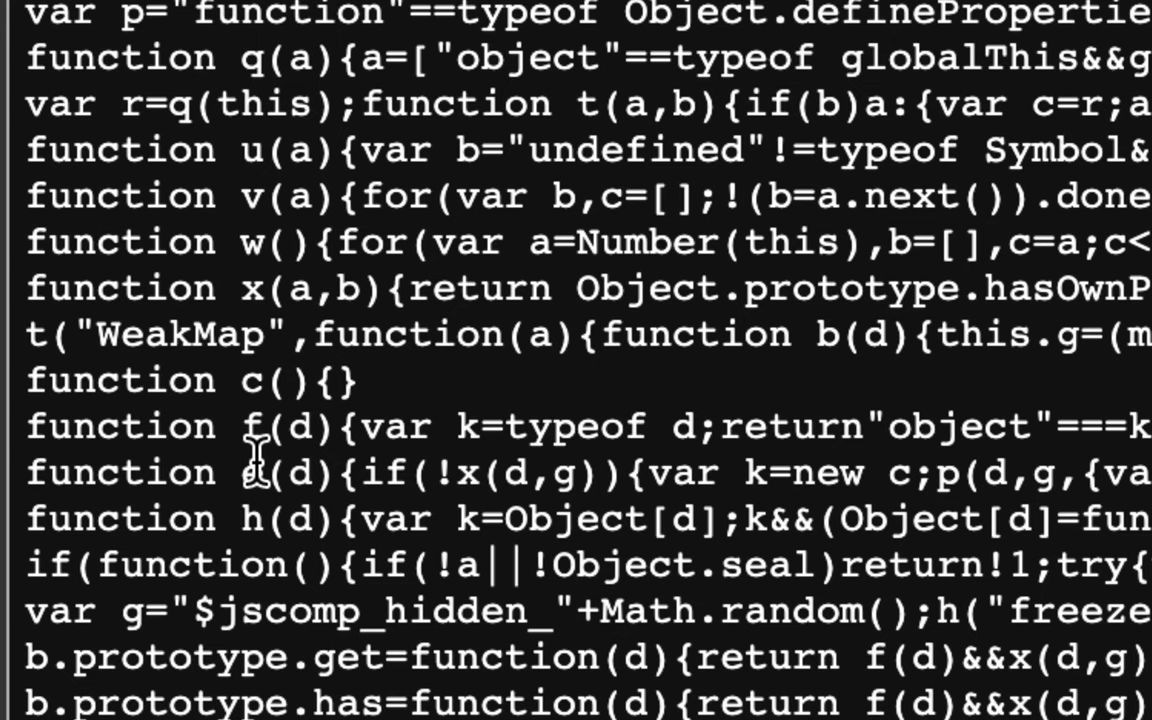 var p="function"==typeof Object.definePropertie
function q(a){a=["object"==typeof globalThis&&g
var r=q(this);function t(a,b){if(b)a:{var c=r;a
function u(a){var b="undefined"!=typeof Symbol&
function v(a){for(var b,c=[];!(b=a.next()).done
function w(){for(var a=Number(this),b=[],c=a;c<
function x(a,b){return Object.prototype.hasOwnP
t("WeakMap",function(a){function b(d){this.g=(m
function c(){}
function f(d){var k=typeof d;return"object"===k
function (d){if(!x(d,g)){var k=new c;p(d,g,{va
function h(d){var k=Object[d];k&&(Object[d]=fun
if(function(){if(!a||!Object.seal)return!1;try{
var g="$jscomp_hidden_"+Math.random();h("freeze
b.prototype.get=function(d){return f(d)&&x(d,g)
b.prototype.has=function(d){return f(d)&&x(d,g)